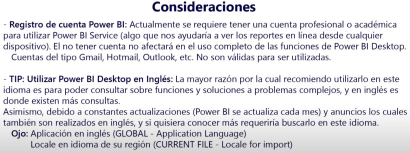 Consideraciones
- Registro de cuenta Power BI: Actualmente se requiere tener una cuenta profesional o académica
para utilizar Power BI Service (algo que nos ayudaría a ver los reportes en línea desde cualquier
dispositivo). El no tener cuenta no afectará en el uso completo de las funciones de Power BI Desktop.
Cuentas del tipo Gmail, Hotmail, Outlook, etc. No son válidas para ser utilizadas.
- TIP: Utilizar Power BI Desktop en Inglés: La mayor razón por la cual recomiendo utilizarlo en este
idioma es para poder consultar sobre funciones y soluciones a problemas complejos, y en inglés es
donde existen más consultas.
Asimismo, debido a constantes actualizaciones (Power BI se actualiza cada mes) y anuncios los cuales
también son realizados en inglés, y si quisiera conocer más requeriría buscarlo en este idioma.
Ojo: Aplicación en inglés (GLOBAL - Application Language)
Locale en idioma de su región (CURRENT FILE - Locale for import)